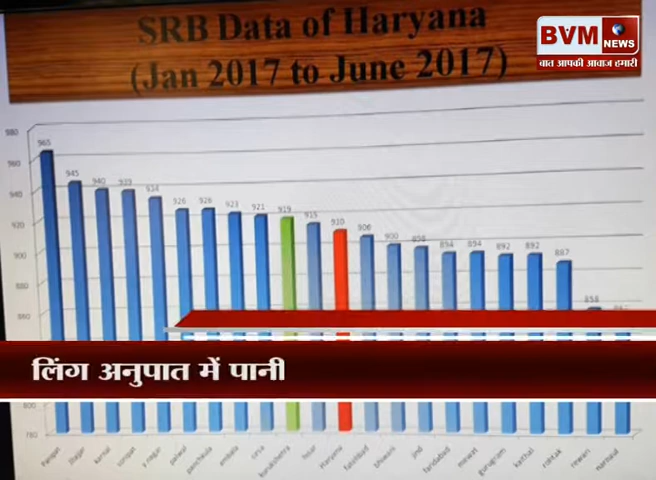 SRB Data of Haryana
(Jan 2017 to June 2017)
BVM NEWS
बात आपकी आवाज हमारी
980
960
940
920
900
880
800
780
965
945
940
939
934
926
926
923
921
919
915
910
906
900
894
894
892
892
887
858
लिंग अनुपात में पानी
Panipat
Jhajjar
karnal
sonipat
y nagar
palwal
panchkula
ambala
sirsa
kurukshetra
hisar
Haryana
fatehbad
bhiwani
jind
faridabad
mewat
gurugram
kaithal
rohtak
rewari
narnaul